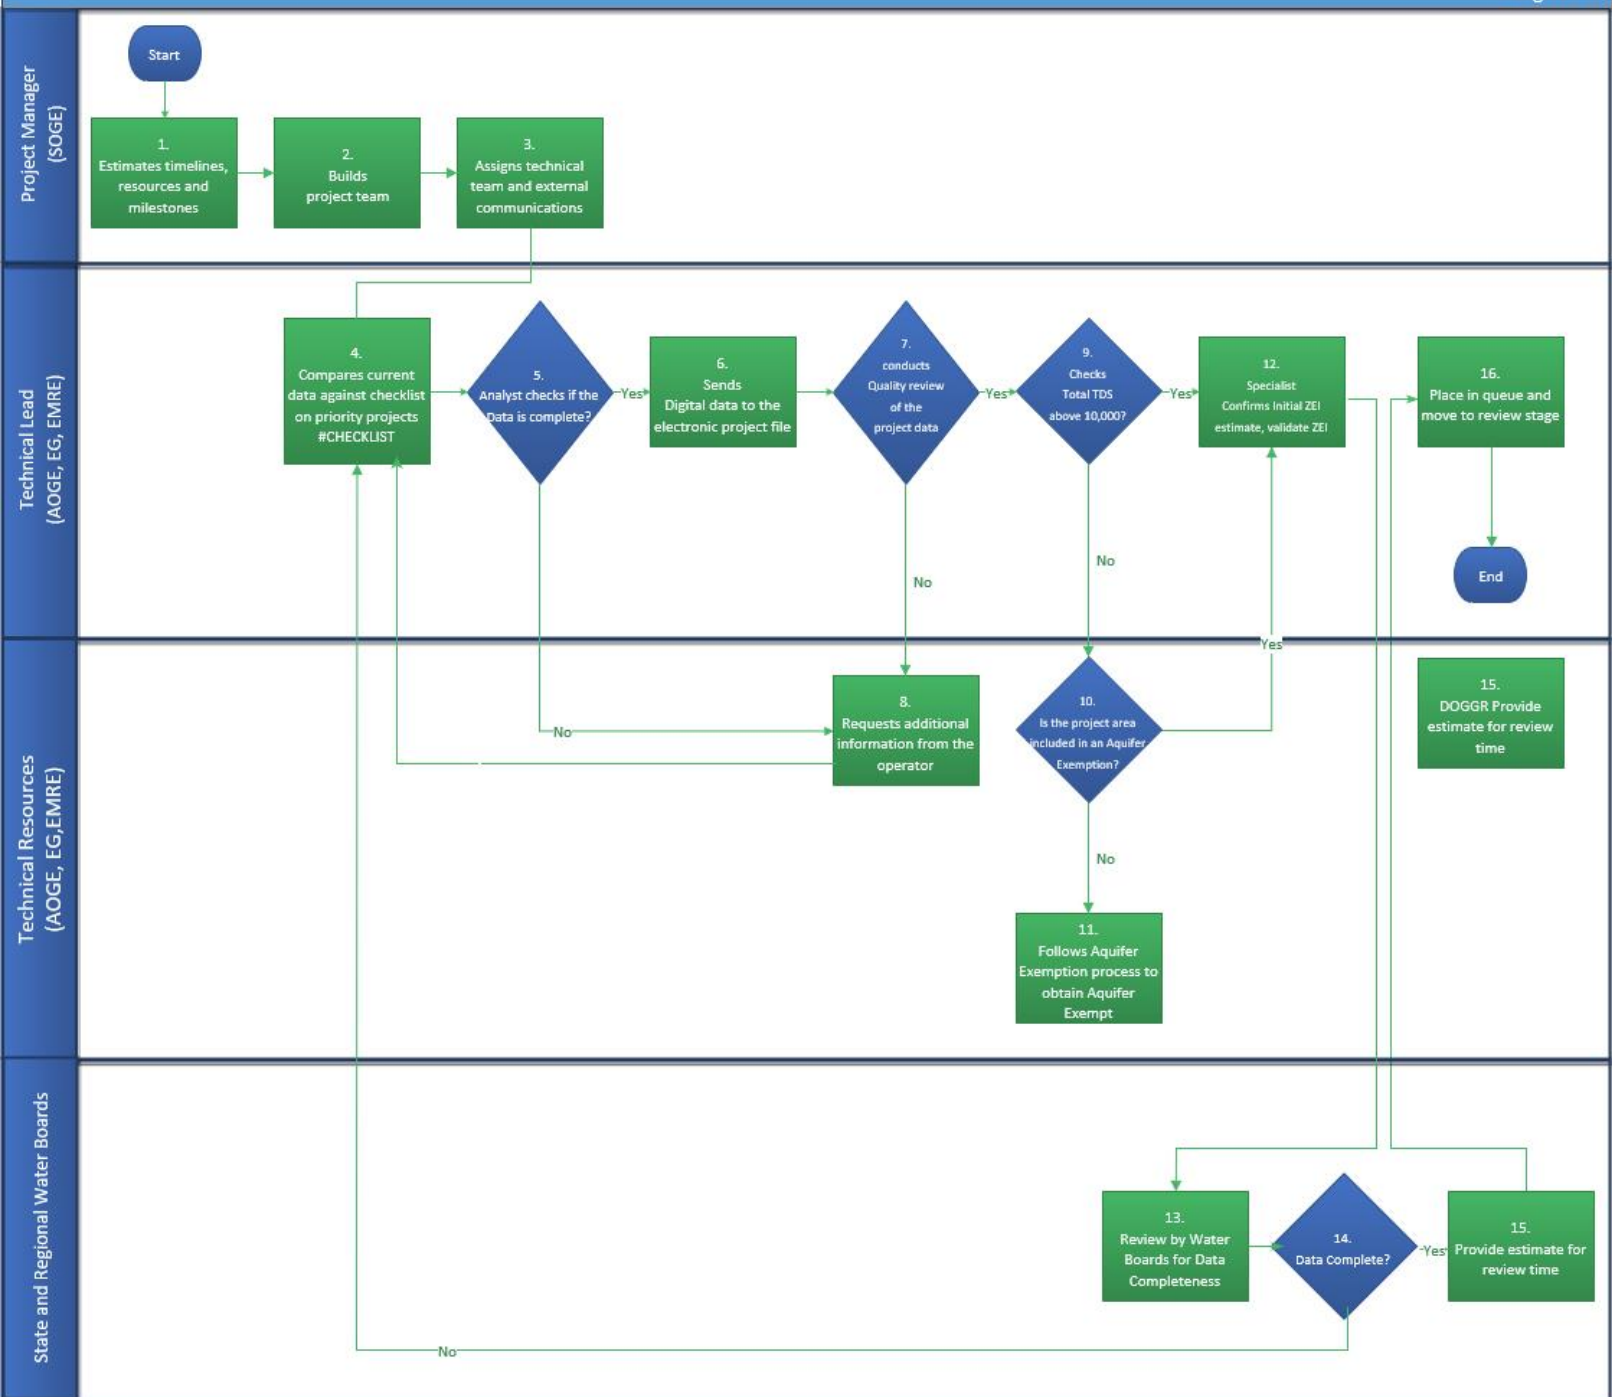 Project Manager
(SOGE)
Start
1.
Estimates timelines,
resources and
milestones
2.
Builds
project team
3.
Assigns technical
team and external
communications
Technical Lead
(AOGE, EG, EMRE)
4.
Compares current
data against checklist
on priority projects
#CHECKLIST
5.
Analyst checks if the
Data is complete?
Yes
6.
Sends
Digital data to the
electronic project file
7.
conducts
Quality review
of the
project data
Yes
9.
Checks
Total TDS
above 10,000?
Yes
12.
Specialist
Confirms Initial ZEI
estimate, validate ZEI
16.
Place in queue and
move to review stage
No
No
End
Technical Resources
(AOGE, EG,EMRE)
No
8.
Requests additional
information from the
operator
10.
Is the project area
included in an Aquifer
Exemption?
Yes
15.
DOGGR Provide
estimate for review
time
No
11.
Follows Aquifer
Exemption process to
obtain Aquifer
Exempt
State and Regional Water Boards
13.
Review by Water
Boards for Data
Completeness
14.
Data Complete?
Yes
15.
Provide estimate for
review time
No